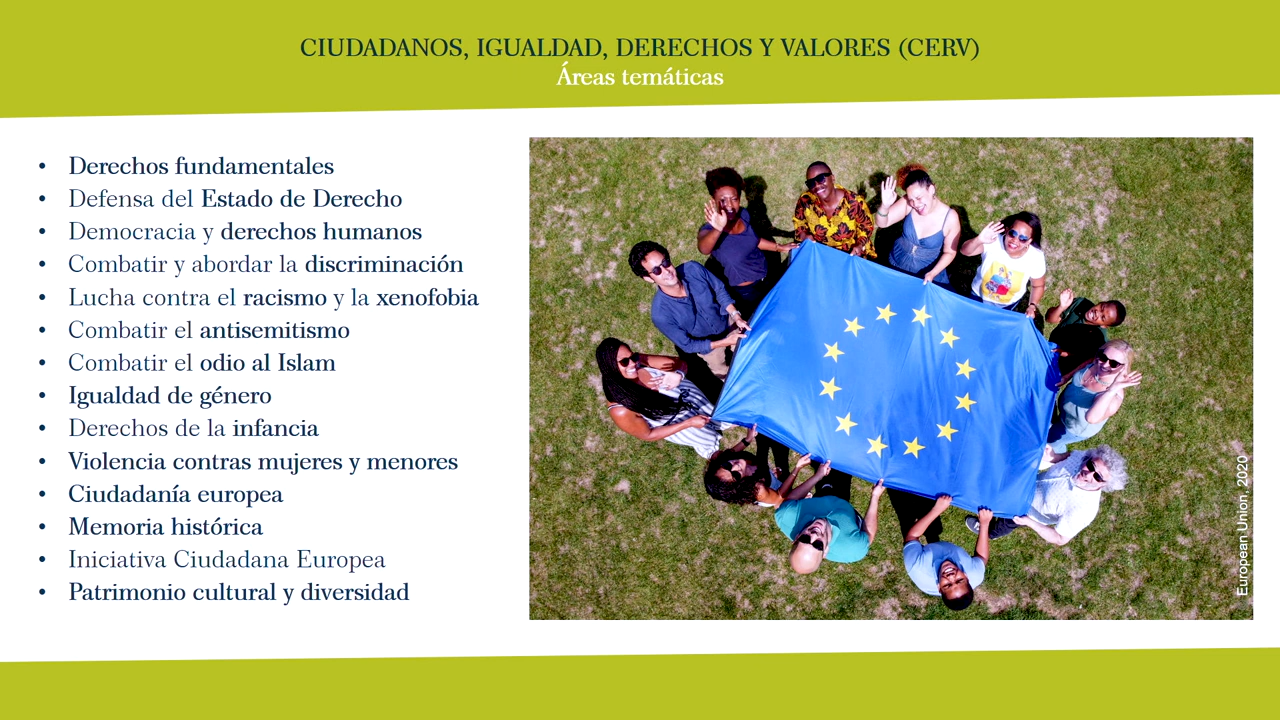 CIUDADANOS, IGUALDAD, DERECHOS Y VALORES (CERV)
Áreas temáticas
• Derechos fundamentales
• Defensa del Estado de Derecho
• Democracia y derechos humanos
• Combatir y abordar la discriminación
• Lucha contra el racismo y la xenofobia
• Combatir el antisemitismo
• Combatir el odio al Islam
• Igualdad de género
• Derechos de la infancia
• Violencia contras mujeres y menores
• Ciudadanía europea
• Memoria histórica
• Iniciativa Ciudadana Europea
• Patrimonio cultural y diversidad
European Union, 2020